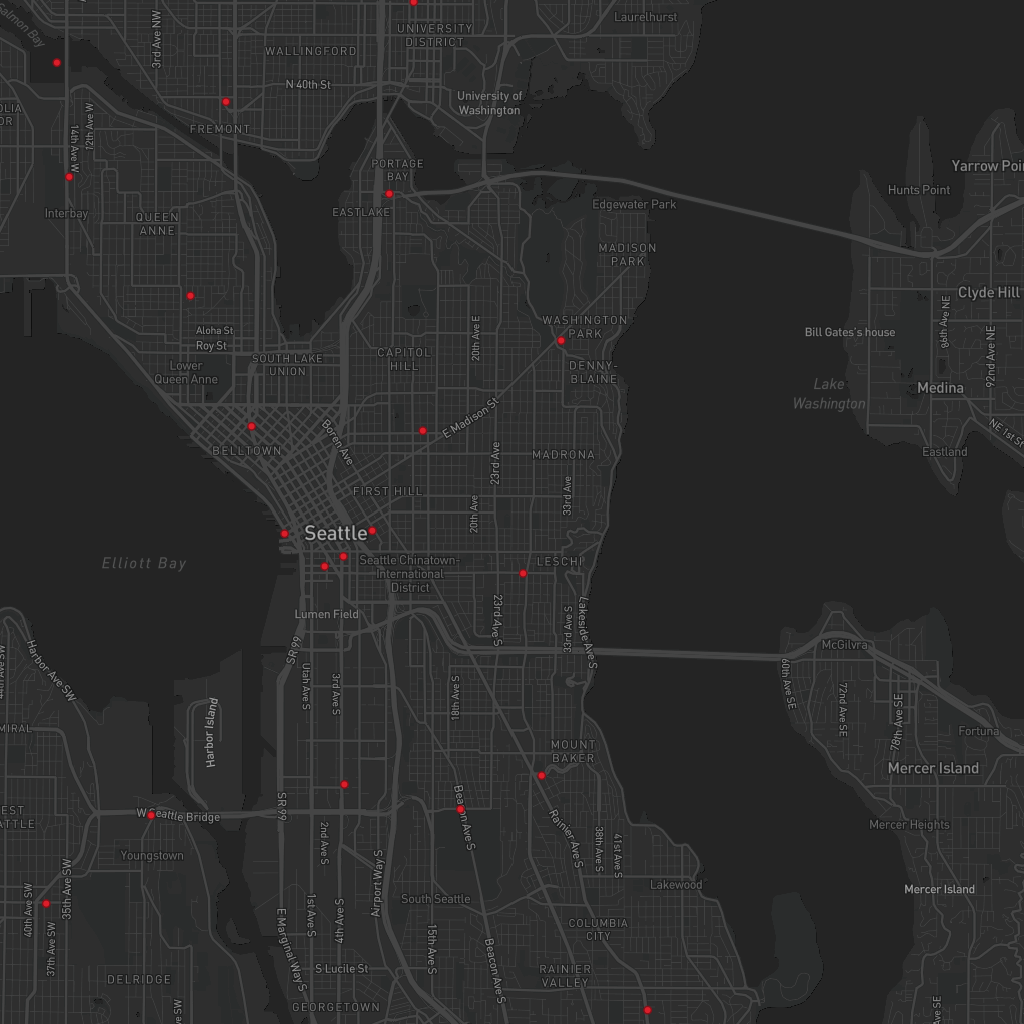 Laurelhurst
Salmon Bay
3rd Ave NW
UNIVERSITY
DISTRICT
WALLINGFORD
N 40th St
University of
Washington
14th Ave W
12th Ave W
FREMONT
PORTAGE
BAY
Yarrow Poin
Hunts Point
Interbay
QUEEN
ANNE
EASTLAKE
Edgewater Park
MADISON
PARK
Clyde Hill
86th Ave NE
92nd Ave NE
Aloha St
Roy St
20th Ave E
WASHINGTON
PARK
Bill Gates's house
Lower
Queen Anne
SOUTH LAKE
UNION
CAPITOL
HILL
DENNY-
BLAINE
Lake
Washington
Medina
Boren Ave
E Madison St
NE 1st St
BELLTOWN
23rd Ave
MADRONA
Eastland
FIRST HILL
20th Ave
33rd Ave
Seattle
Elliott Bay
Seattle Chinatown-
International
District
LESCHI
Lumen Field
23rd Ave S
33rd Ave S
Lakeside Ave S
SR 99
Harbor Ave SW
44th Ave SW
McGilvra
60th Ave SE
72nd Ave SE
78th Ave SE
Utah Ave S
3rd Ave S
18th Ave S
Harbor Island
MIRAL
Fortuna
MOUNT
BAKER
Mercer Island
SR 99
W Seattle Bridge
EST
ATTLE
Beacon Ave S
Rainier Ave S
38th Ave S
41st Ave S
Mercer Heights
Youngstown
2nd Ave S
Airport Way S
35th Ave SW
40th Ave SW
37th Ave SW
Lakewood
Mercer Island
South Seattle
E Marginal Way S
1st Ave S
4th Ave S
15th Ave S
Beacon Ave S
COLUMBIA
CITY
S Lucile St
RAINIER
VALLEY
DELRIDGE
GEORGETOWN
ve SW
Ave SE